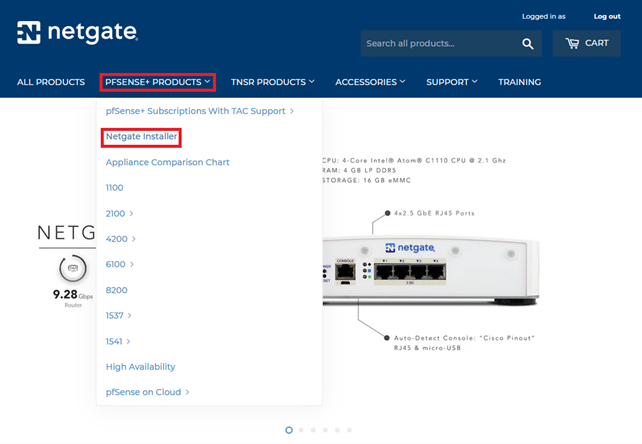 Logged in as
Log out
netgate
Search all products...
CART
ALL PRODUCTS
PFSENSE+ PRODUCTS
TNSR PRODUCTS
ACCESSORIES
SUPPORT
TRAINING
pfSense+ Subscriptions With TAC Support
Netgate Installer
Appliance Comparison Chart
1100
2100
4200
6100
8200
1537
1541
High Availability
pfSense on Cloud
NETG
9.28 Gbps
Router
CPU: 4-Core Intel® Atom® C1110 CPU @ 2.1 Ghz
RAM: 4 GB LP DDR5
STORAGE: 16 GB eMMC
4x2.5 GbE RJ45 Ports
netgate
CONSOLE
Auto-Detect Console: "Cisco Pinout"
RJ45 & micro-USB